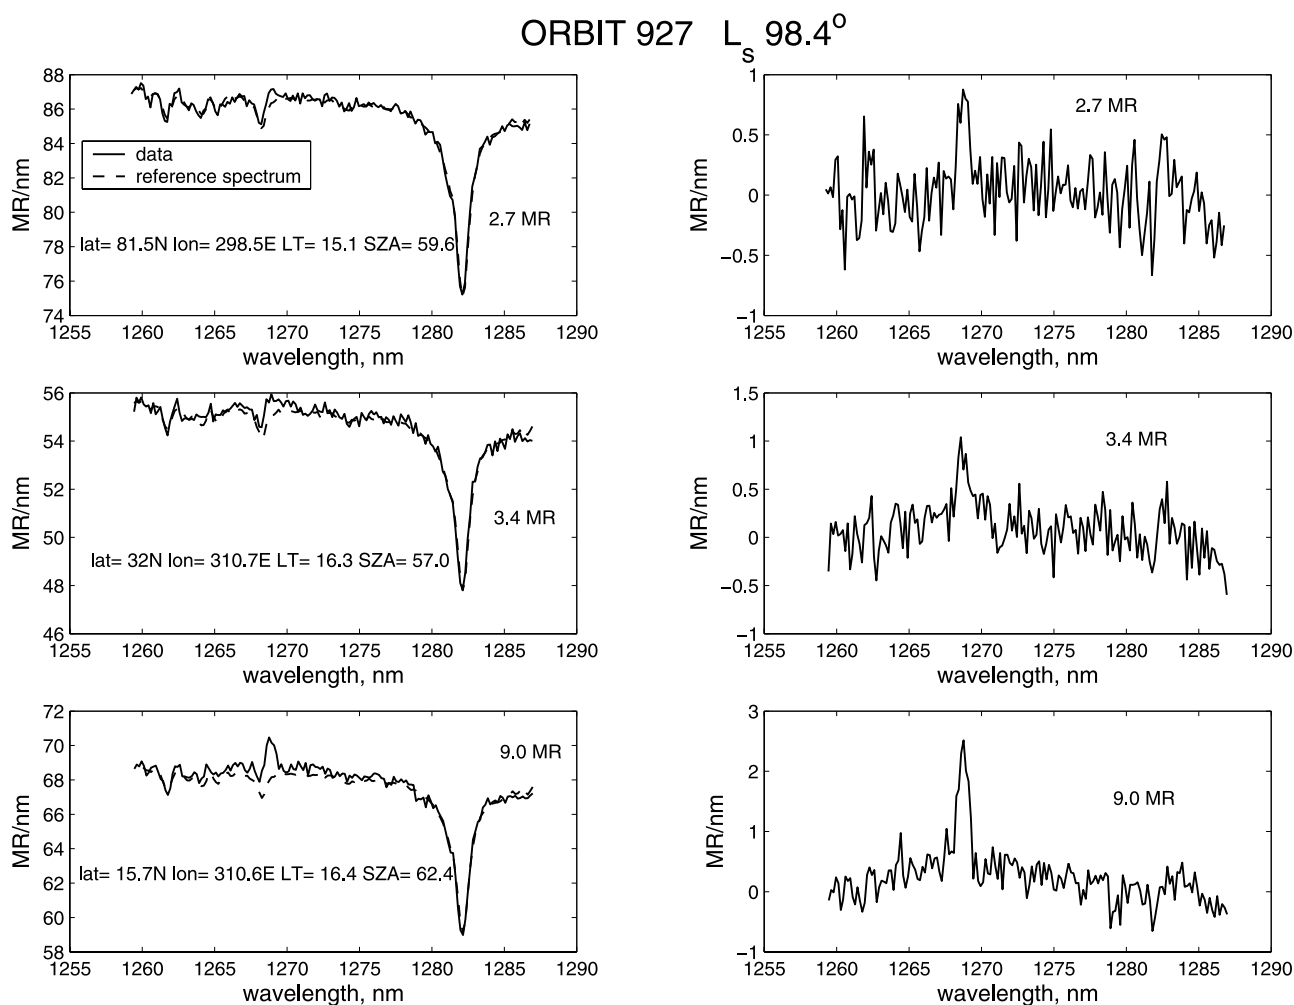 ORBIT 927 Ls 98.4o
88
86
84
82
80
78
76
74
MR/nm
data
reference spectrum
2.7 MR
lat= 81.5N lon= 298.5E LT= 15.1 SZA= 59.6
1255 1260 1265 1270 1275 1280 1285 1290
wavelength, nm
1
0.5
0
−0.5
−1
MR/nm
2.7 MR
1255 1260 1265 1270 1275 1280 1285 1290
wavelength, nm
56
54
52
50
48
46
MR/nm
3.4 MR
lat= 32N lon= 310.7E LT= 16.3 SZA= 57.0
1255 1260 1265 1270 1275 1280 1285 1290
wavelength, nm
1.5
1
0.5
0
−0.5
−1
MR/nm
3.4 MR
1255 1260 1265 1270 1275 1280 1285 1290
wavelength, nm
72
70
68
66
64
62
60
58
MR/nm
9.0 MR
lat= 15.7N lon= 310.6E LT= 16.4 SZA= 62.4
1255 1260 1265 1270 1275 1280 1285 1290
wavelength, nm
3
2
1
0
−1
MR/nm
9.0 MR
1255 1260 1265 1270 1275 1280 1285 1290
wavelength, nm